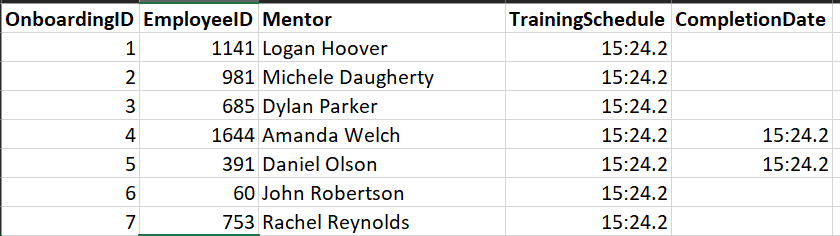 OnboardingID EmployeeID Mentor TrainingSchedule CompletionDate
1 1141 Logan Hoover 15:24.2
2 981 Michele Daugherty 15:24.2
3 685 Dylan Parker 15:24.2
4 1644 Amanda Welch 15:24.2 15:24.2
5 391 Daniel Olson 15:24.2 15:24.2
6 60 John Robertson 15:24.2
7 753 Rachel Reynolds 15:24.2